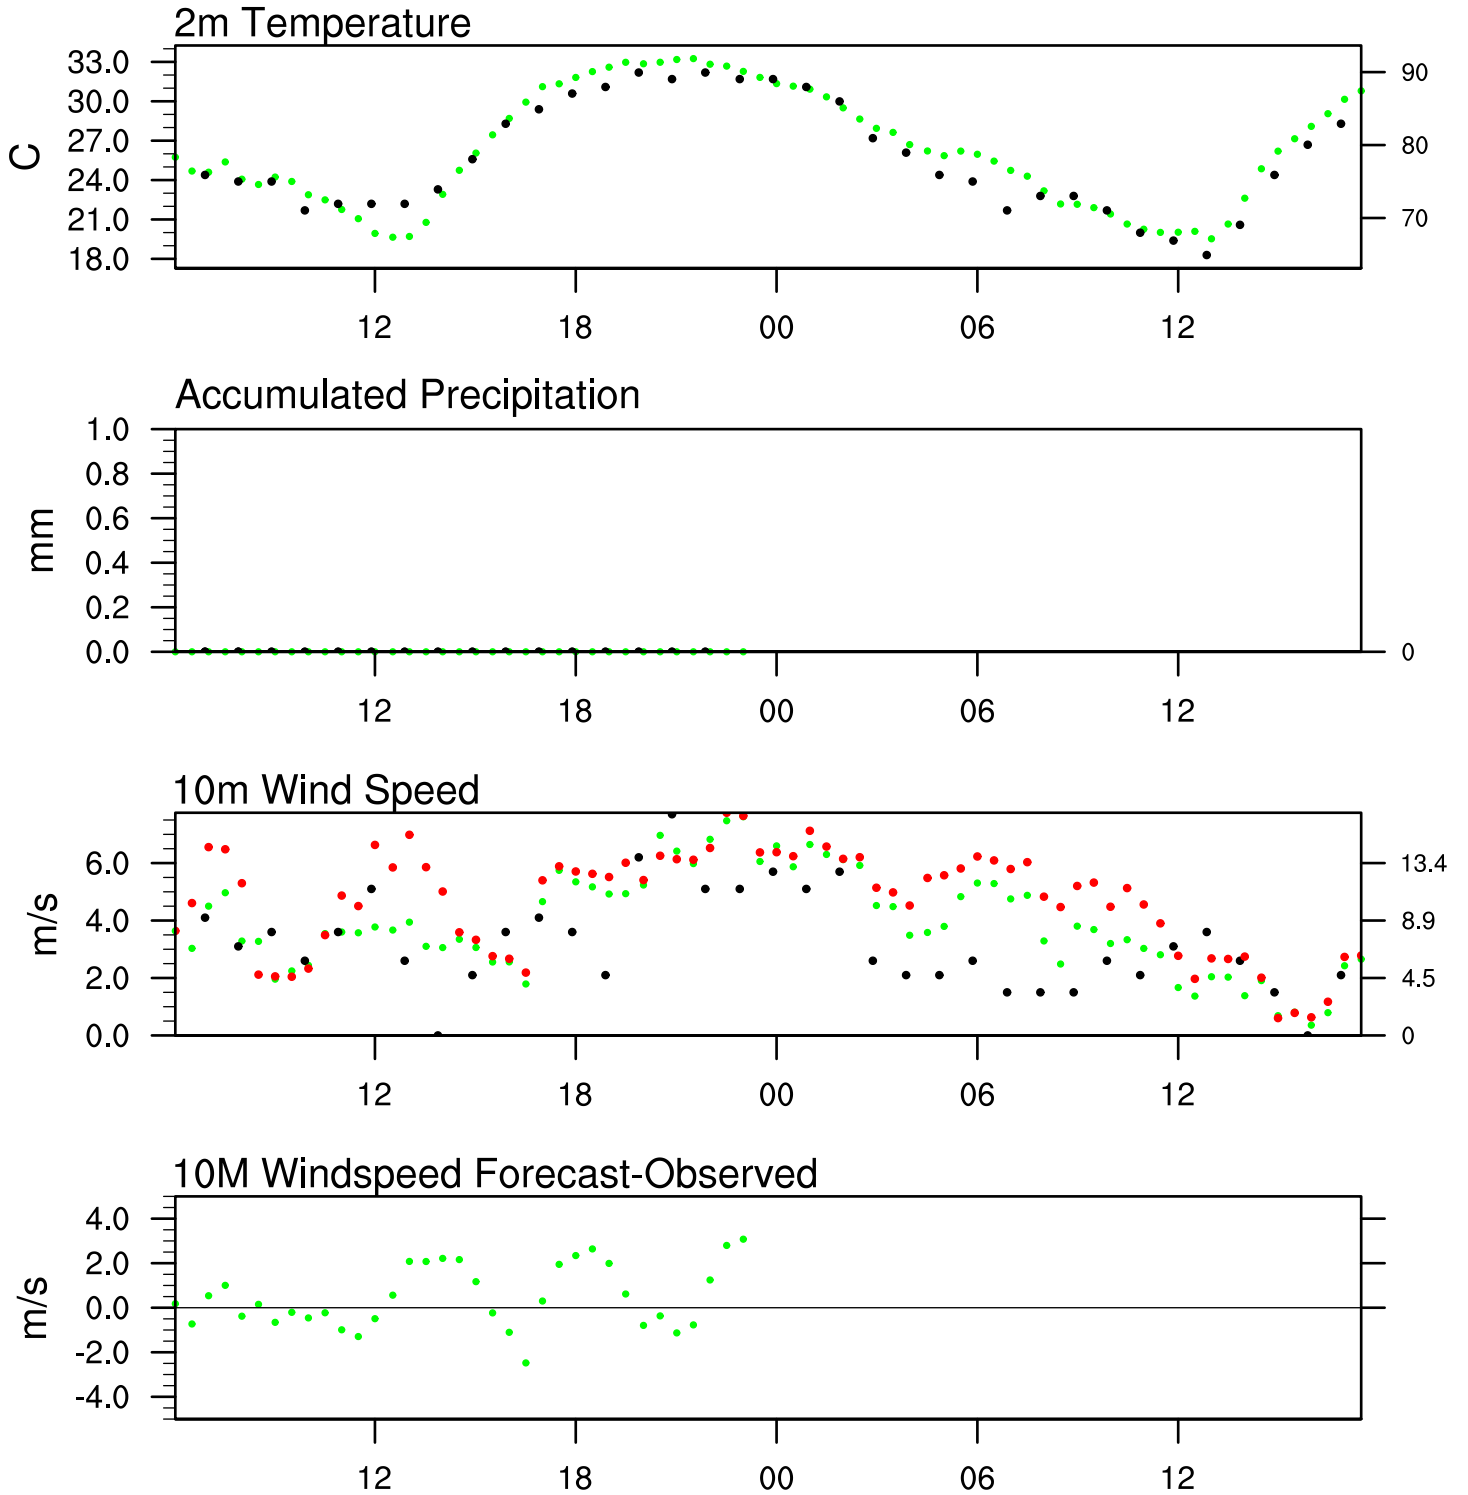 2m Temperature
33.0
30.0
27.0
24.0
21.0
18.0
C
90
80
70
12 18 00 06 12
Accumulated Precipitation
1.0
0.8
0.6
0.4
0.2
0.0
mm
0
12 18 00 06 12
10m Wind Speed
6.0
4.0
2.0
0.0
m/s
13.4
8.9
4.5
0
12 18 00 06 12
10M Windspeed Forecast-Observed
4.0
2.0
0.0
-2.0
-4.0
m/s
12 18 00 06 12